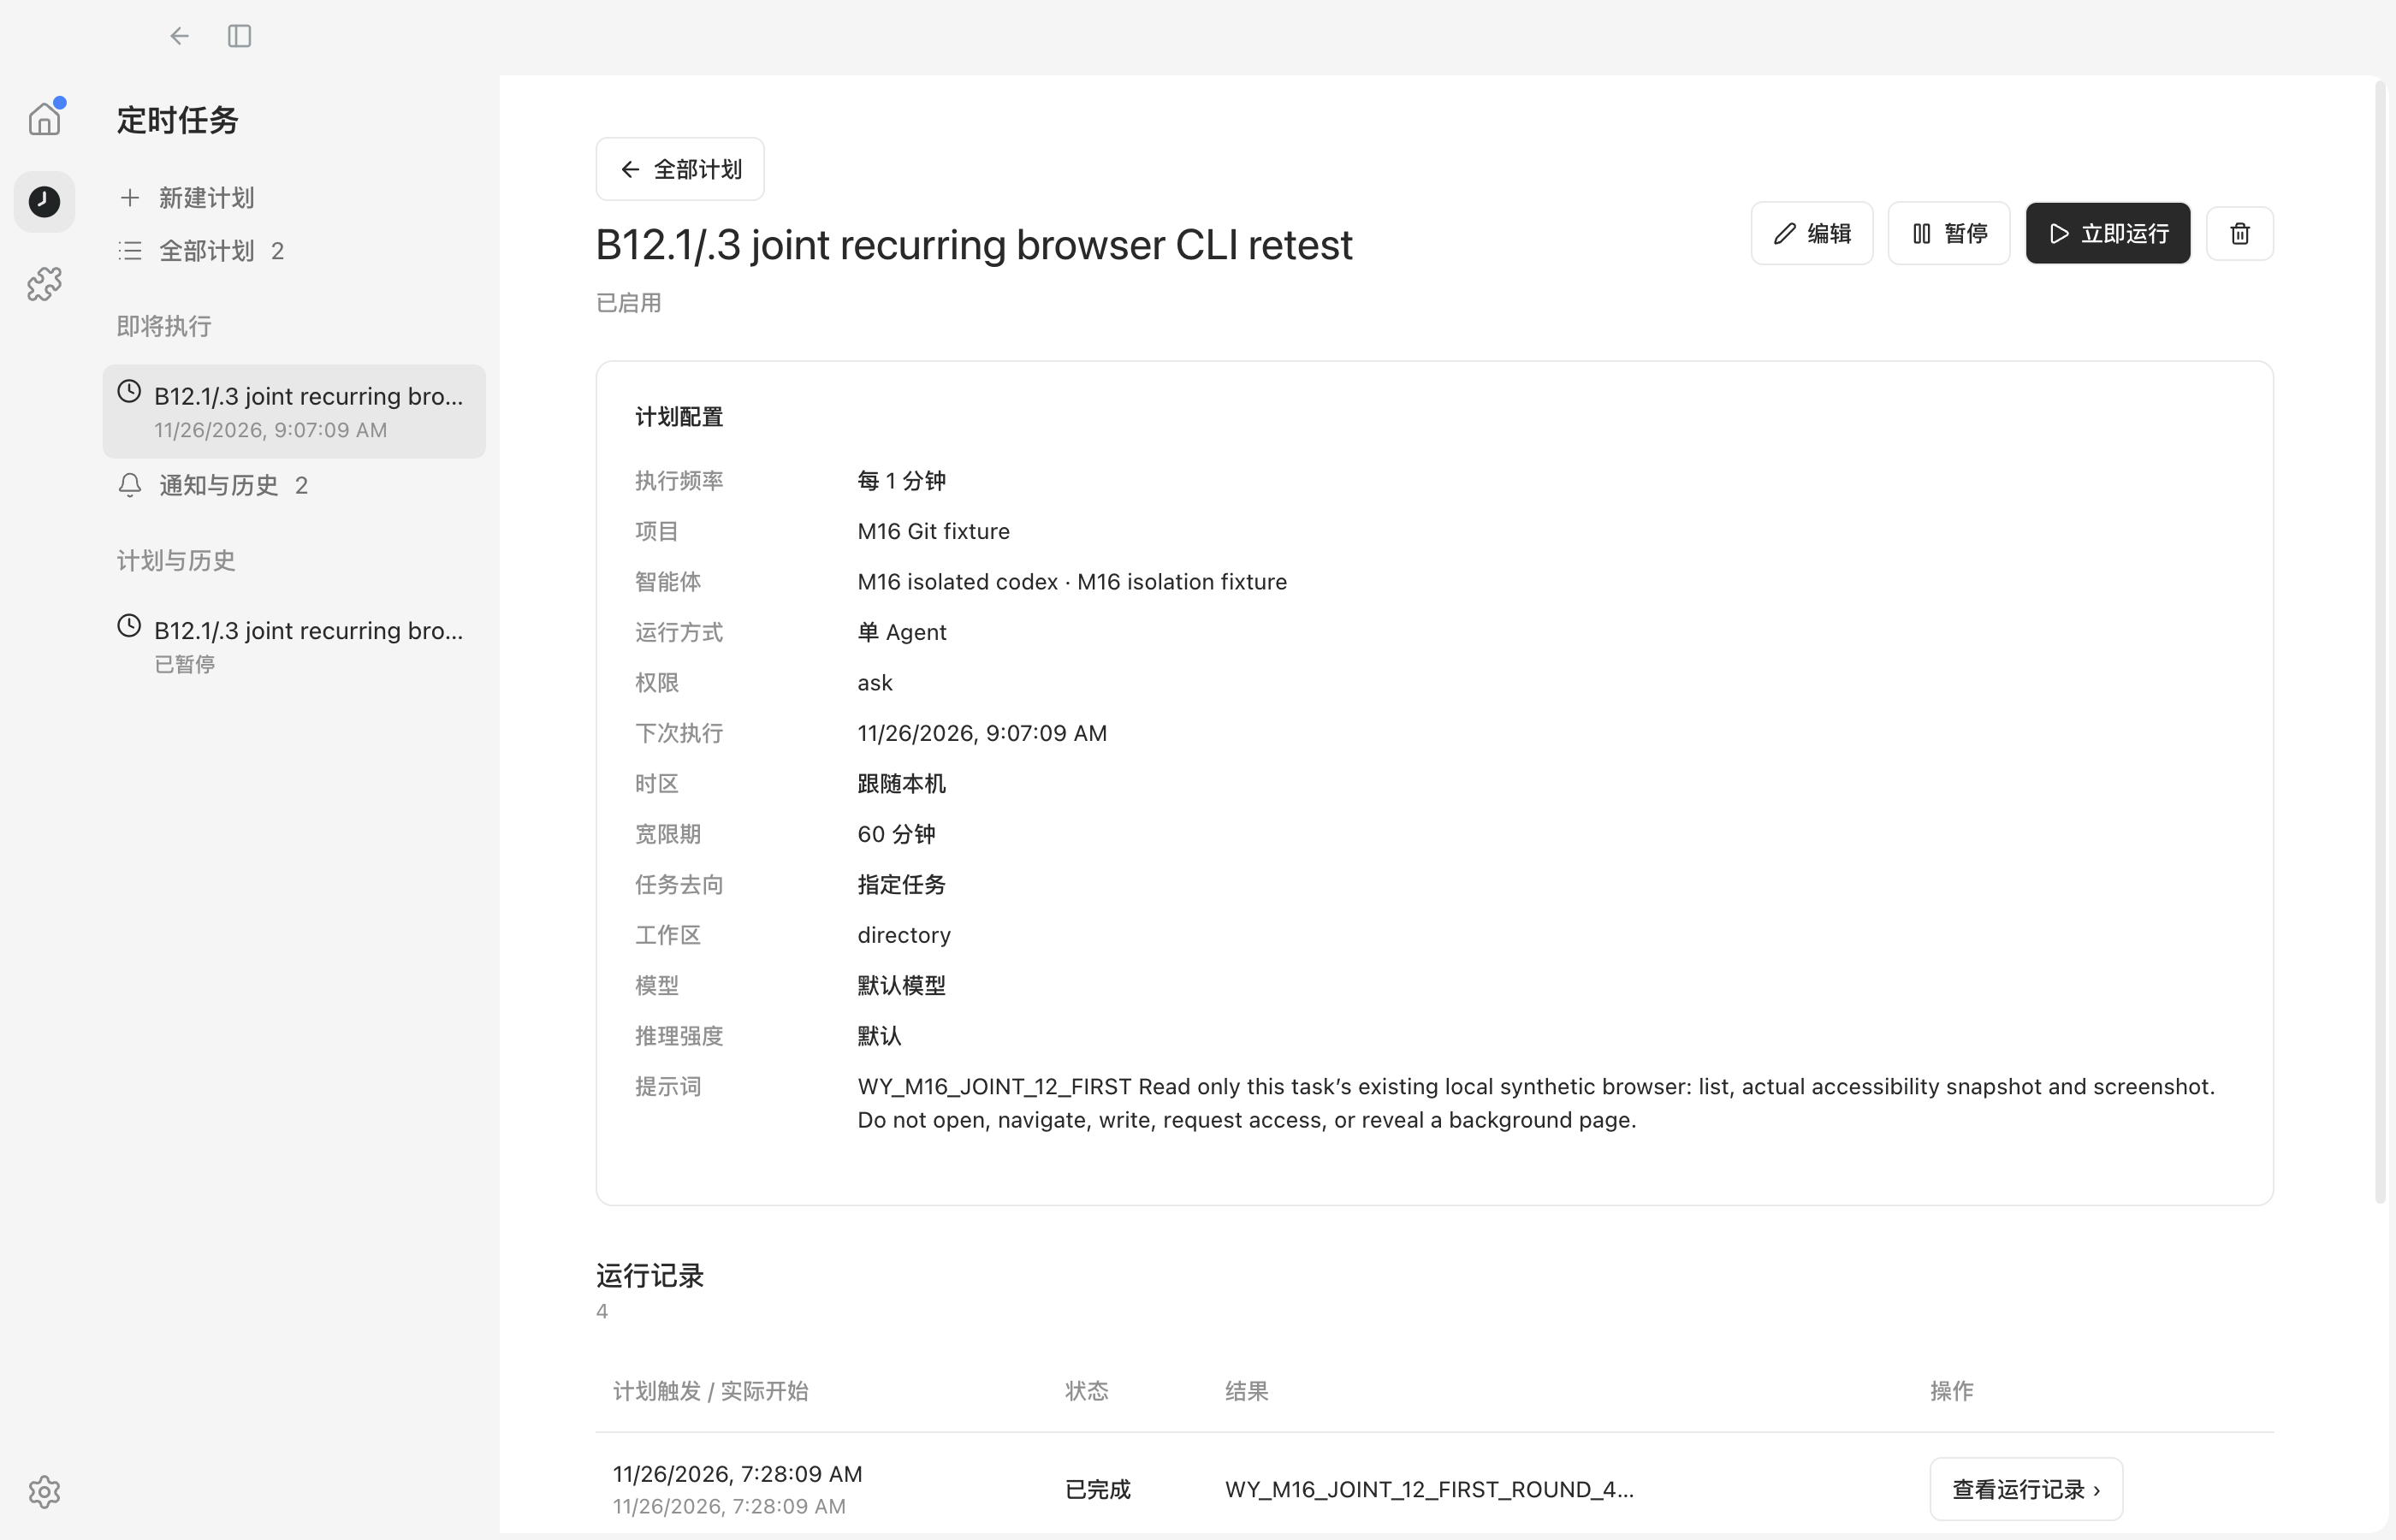 定时任务
新建计划
全部计划 2
即将执行
B12.1/.3 joint recurring bro...
11/26/2026, 9:07:09 AM
通知与历史 2
计划与历史
B12.1/.3 joint recurring bro...
已暂停
全部计划
B12.1/.3 joint recurring browser CLI retest
已启用
编辑
暂停
立即运行
计划配置
执行频率 每 1 分钟
项目 M16 Git fixture
智能体 M16 isolated codex · M16 isolation fixture
运行方式 单 Agent
权限 ask
下次执行 11/26/2026, 9:07:09 AM
时区 跟随本机
宽限期 60 分钟
任务去向 指定任务
工作区 directory
模型 默认模型
推理强度 默认
提示词 WY_M16_JOINT_12_FIRST Read only this task’s existing local synthetic browser: list, actual accessibility snapshot and screenshot.
Do not open, navigate, write, request access, or reveal a background page.
运行记录
4
计划触发 / 实际开始 状态 结果 操作
11/26/2026, 7:28:09 AM
11/26/2026, 7:28:09 AM
已完成
WY_M16_JOINT_12_FIRST_ROUND_4...
查看运行记录 ›